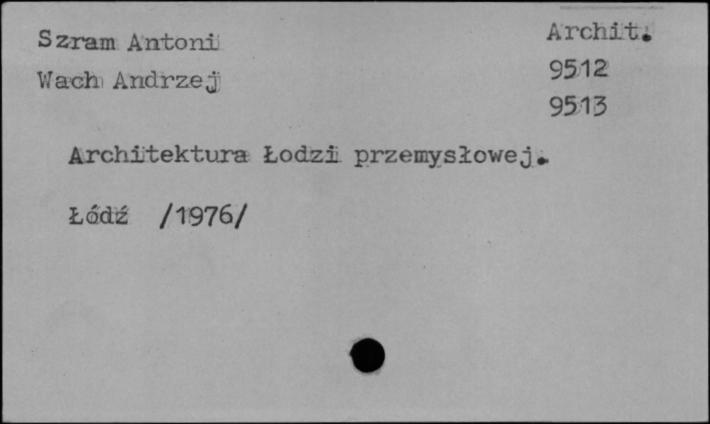 Szram Antoni
Wach Andrzej
Archit.
9512
9513
Architektura Łodzi przemysłowej.
Łódź /1976/